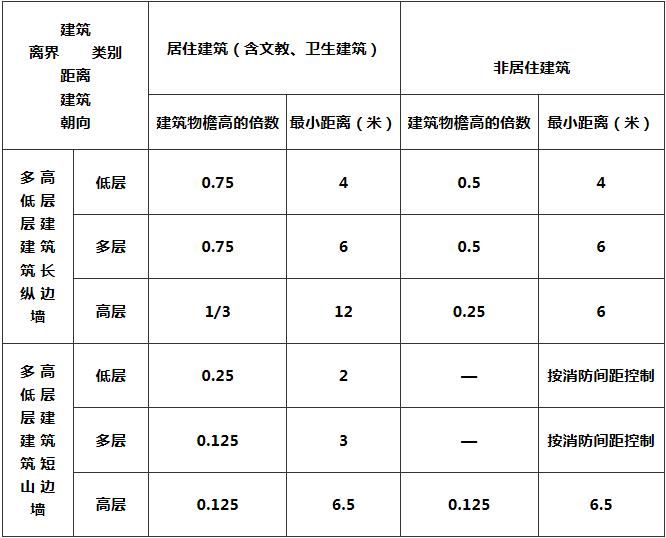 建筑
离界 类别
距离
建筑
朝向
居住建筑（含文教、卫生建筑）
非居住建筑
建筑物檐高的倍数
最小距离（米）
建筑物檐高的倍数
最小距离（米）
多 高
低 层
层 建
建 筑
筑 长
纵 边
墙
低层
0.75
4
0.5
4
多层
0.75
6
0.5
6
高层
1/3
12
0.25
6
多 高
低 层
层 建
建 筑
筑 短
山 边
墙
低层
0.25
2
—
按消防间距控制
多层
0.125
3
—
按消防间距控制
高层
0.125
6.5
0.125
6.5